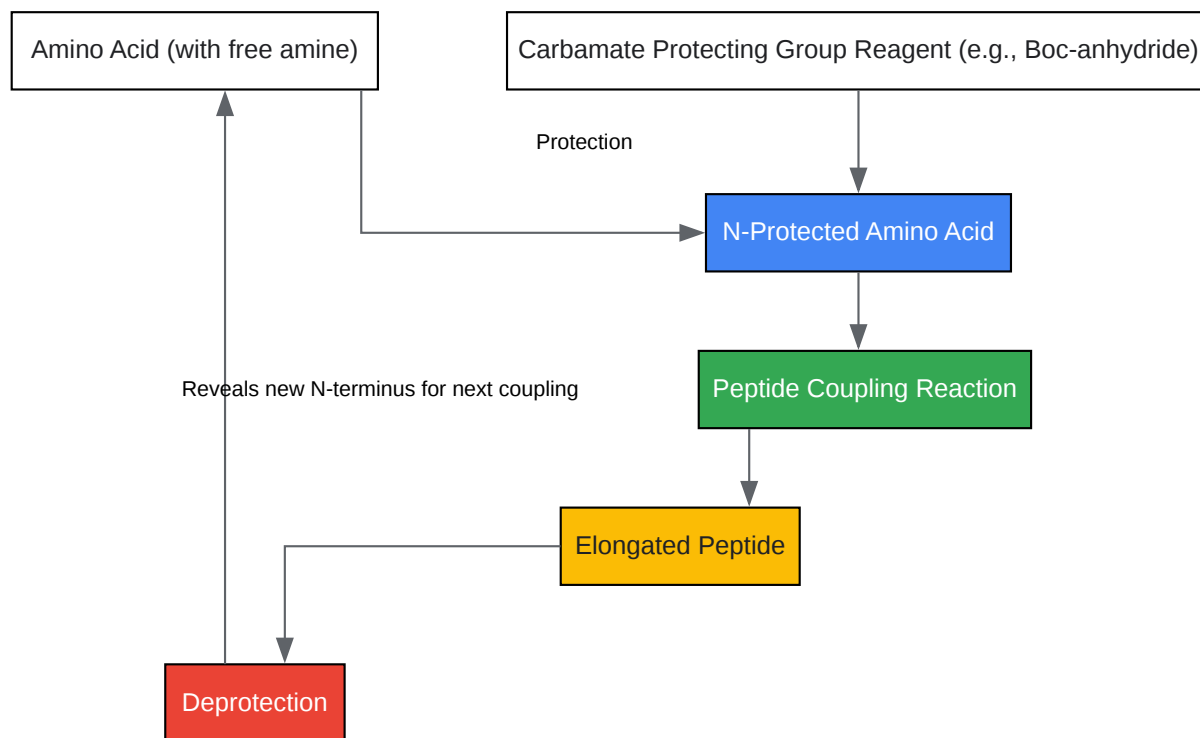 Amino Acid (with free amine)
Carbamate Protecting Group Reagent (e.g., Boc-anhydride)
Protection
N-Protected Amino Acid
Reveals new N-terminus for next coupling
Peptide Coupling Reaction
Elongated Peptide
Deprotection